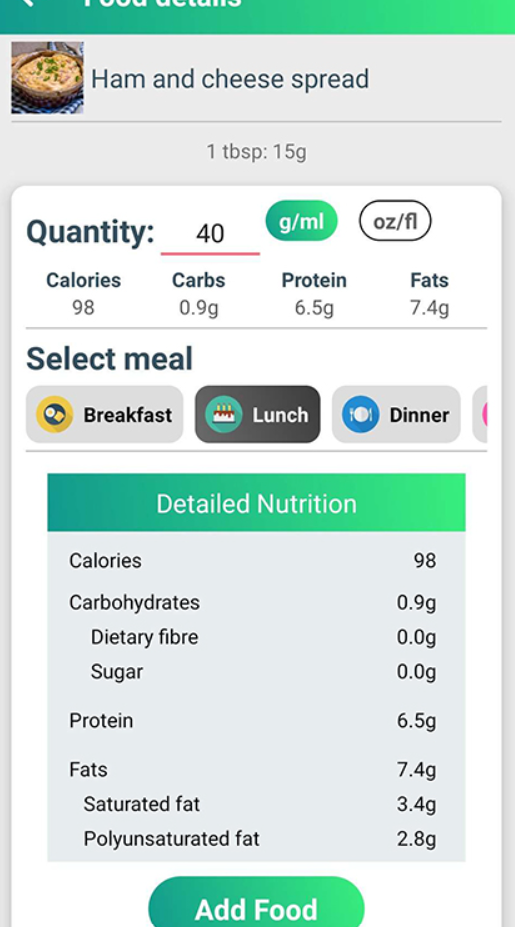 Food details
Ham and cheese spread
1 tbsp: 15g
Quantity: 40 g/ml oz/fl
Calories Carbs Protein Fats
98 0.9g 6.5g 7.4g
Select meal
Breakfast Lunch Dinner
Detailed Nutrition
Calories 98
Carbohydrates 0.9g
Dietary fibre 0.0g
Sugar 0.0g
Protein 6.5g
Fats 7.4g
Saturated fat 3.4g
Polyunsaturated fat 2.8g
Add Food